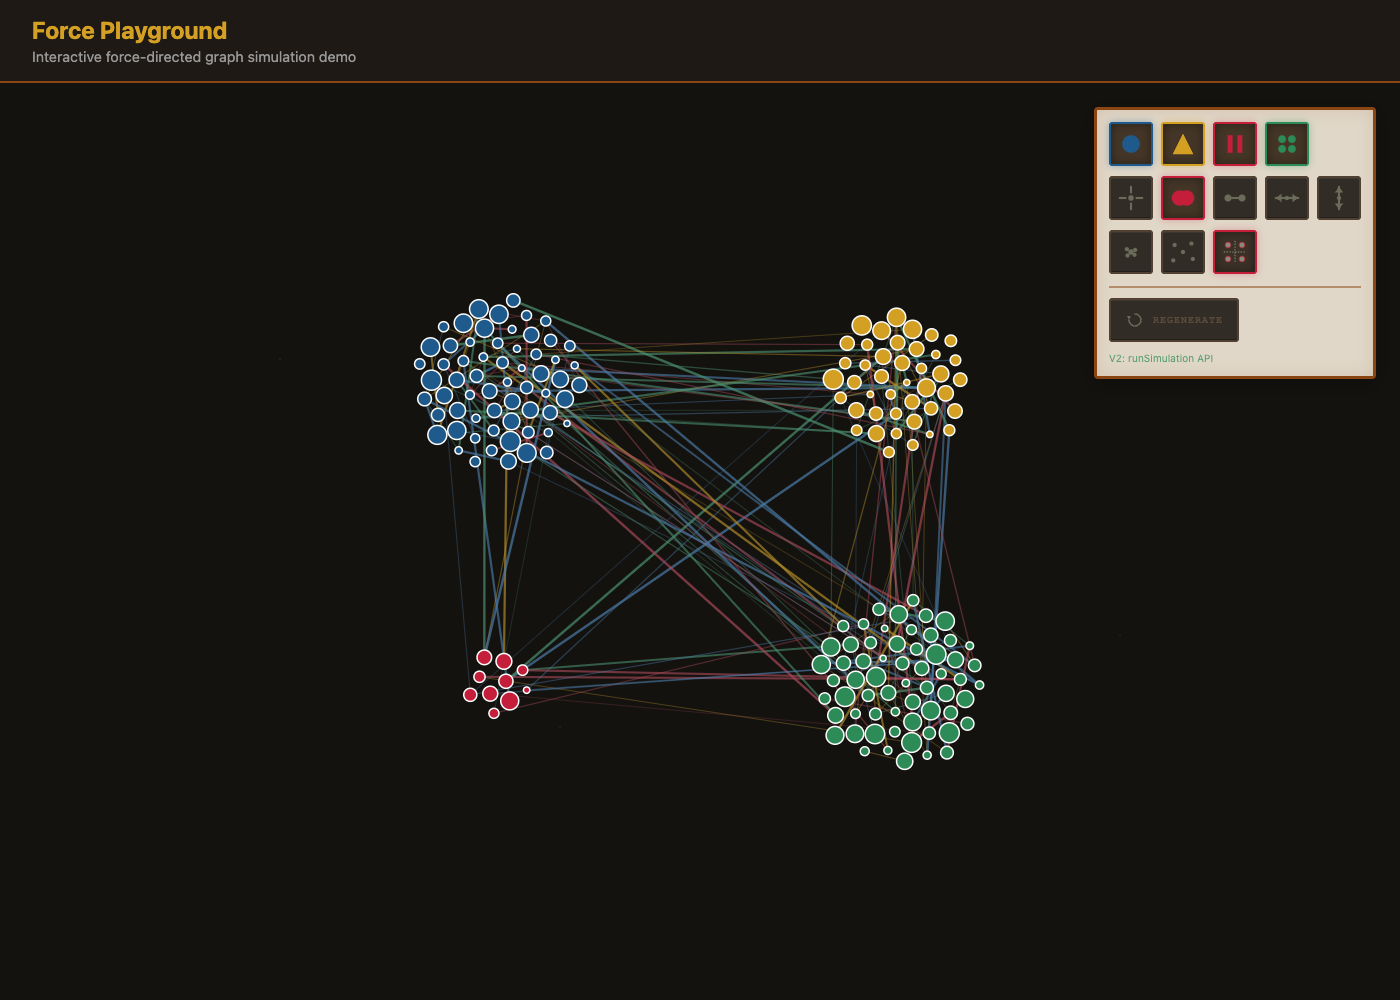 Force Playground
Interactive force-directed graph simulation demo
REGENERATE
V2: runSimulation API